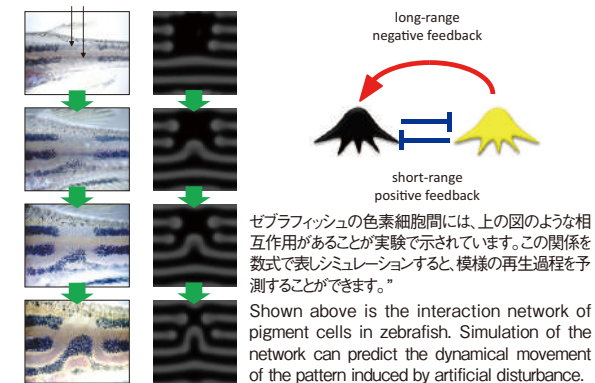 long-range
negative feedback
short-range
positive feedback
ゼブラフィッシュの色素細胞間には、上の図のような相
互作用があることが実験で示されています。この関係を
数式で表しシミュレーションすると、模様の再生過程を予
測することができます。”
Shown above is the interaction network of
pigment cells in zebrafish. Simulation of the
network can predict the dynamical movement
of the pattern induced by artificial disturbance.